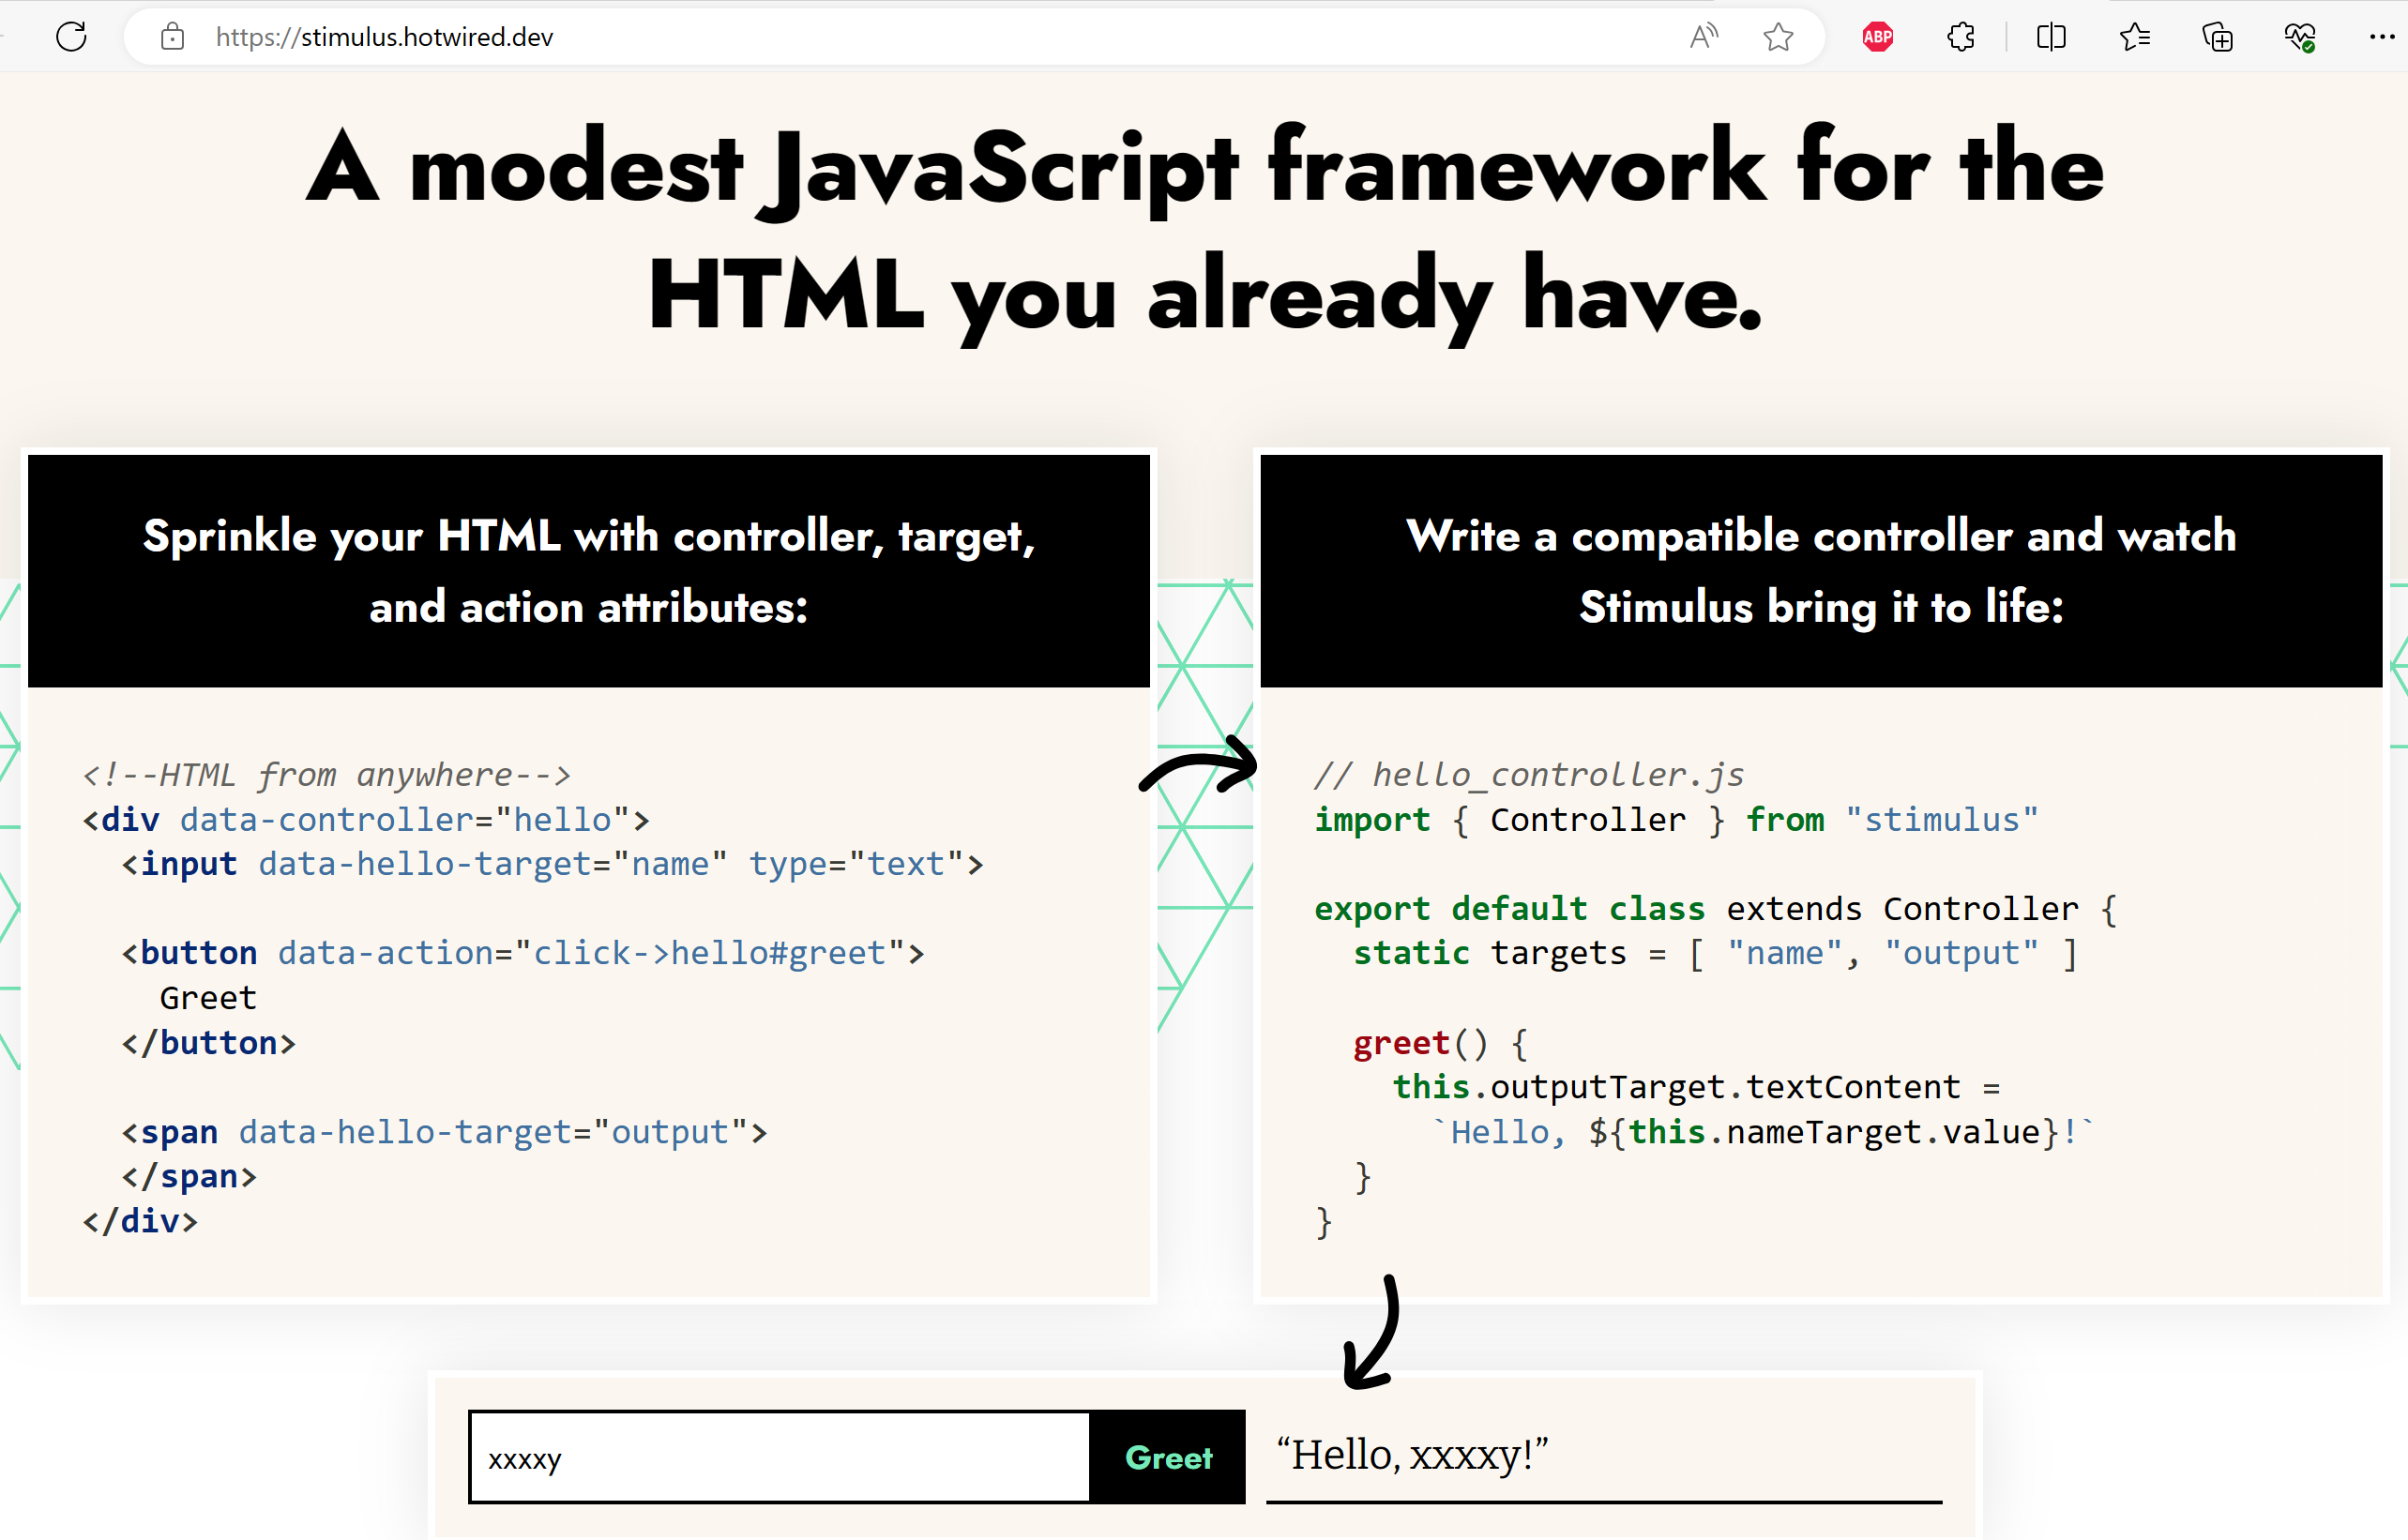 https://stimulus.hotwired.dev
ABP
A modest JavaScript framework for the
HTML you already have.
Sprinkle your HTML with controller, target,
and action attributes:
<!--HTML from anywhere-->
<div data-controller="hello">
  <input data-hello-target="name" type="text">

  <button data-action="click->hello#greet">
    Greet
  </button>

  <span data-hello-target="output">
  </span>
</div>
Write a compatible controller and watch
Stimulus bring it to life:
// hello_controller.js
import { Controller } from "stimulus"

export default class extends Controller {
  static targets = [ "name", "output" ]

  greet() {
    this.outputTarget.textContent =
      `Hello, ${this.nameTarget.value}!`
  }
}
xxxxy
Greet
“Hello, xxxxy!”